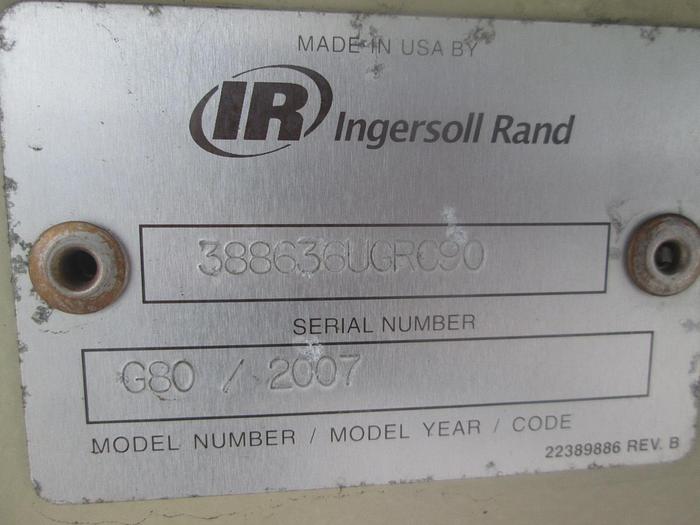 MADE IN USA BY
IR Ingersoll Rand
388636UGRC90
SERIAL NUMBER
G80 / 2007
MODEL NUMBER / MODEL YEAR / CODE
22389886 REV. B